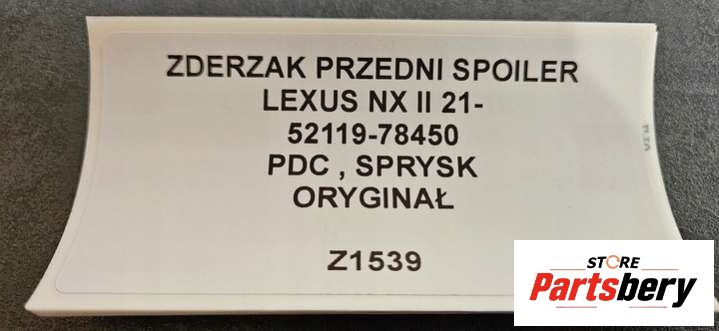 ZDERZAK PRZEDNI SPOILER
LEXUS NX II 21-
52119-78450
PDC , SPRYSK
ORYGINAŁ
Z1539
STORE
Partsbery